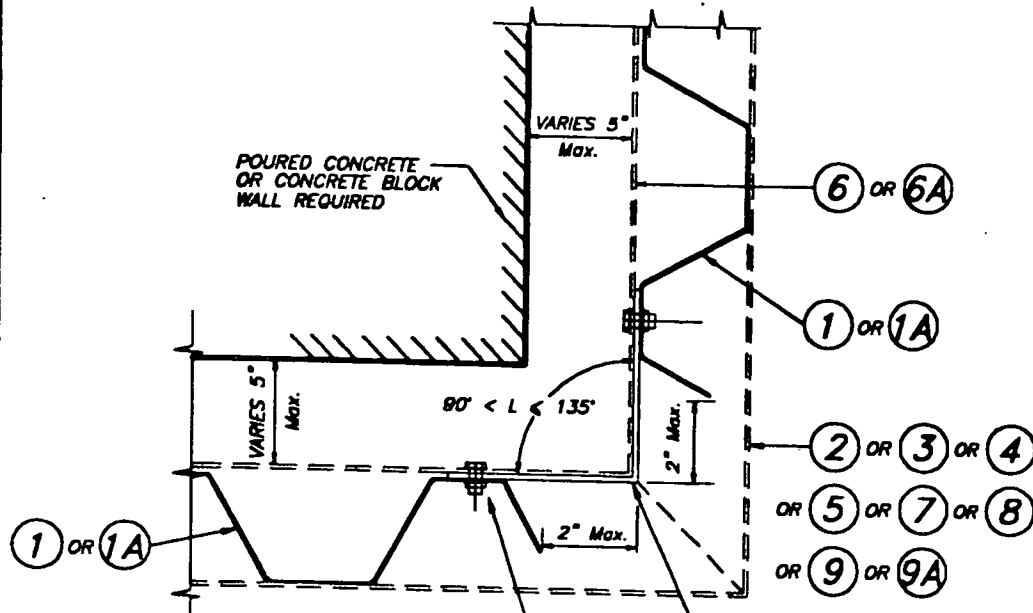 VARIES 5"
Max.
POURED CONCRETE
OR CONCRETE BLOCK
WALL REQUIRED
6 OR 6A
1 OR 1A
VARIES 5"
Max.
90° < L < 135°
2" Max.
2 OR 3 OR 4
OR 5 OR 7 OR 8
OR 9 OR 9A
1 OR 1A
2" Max.